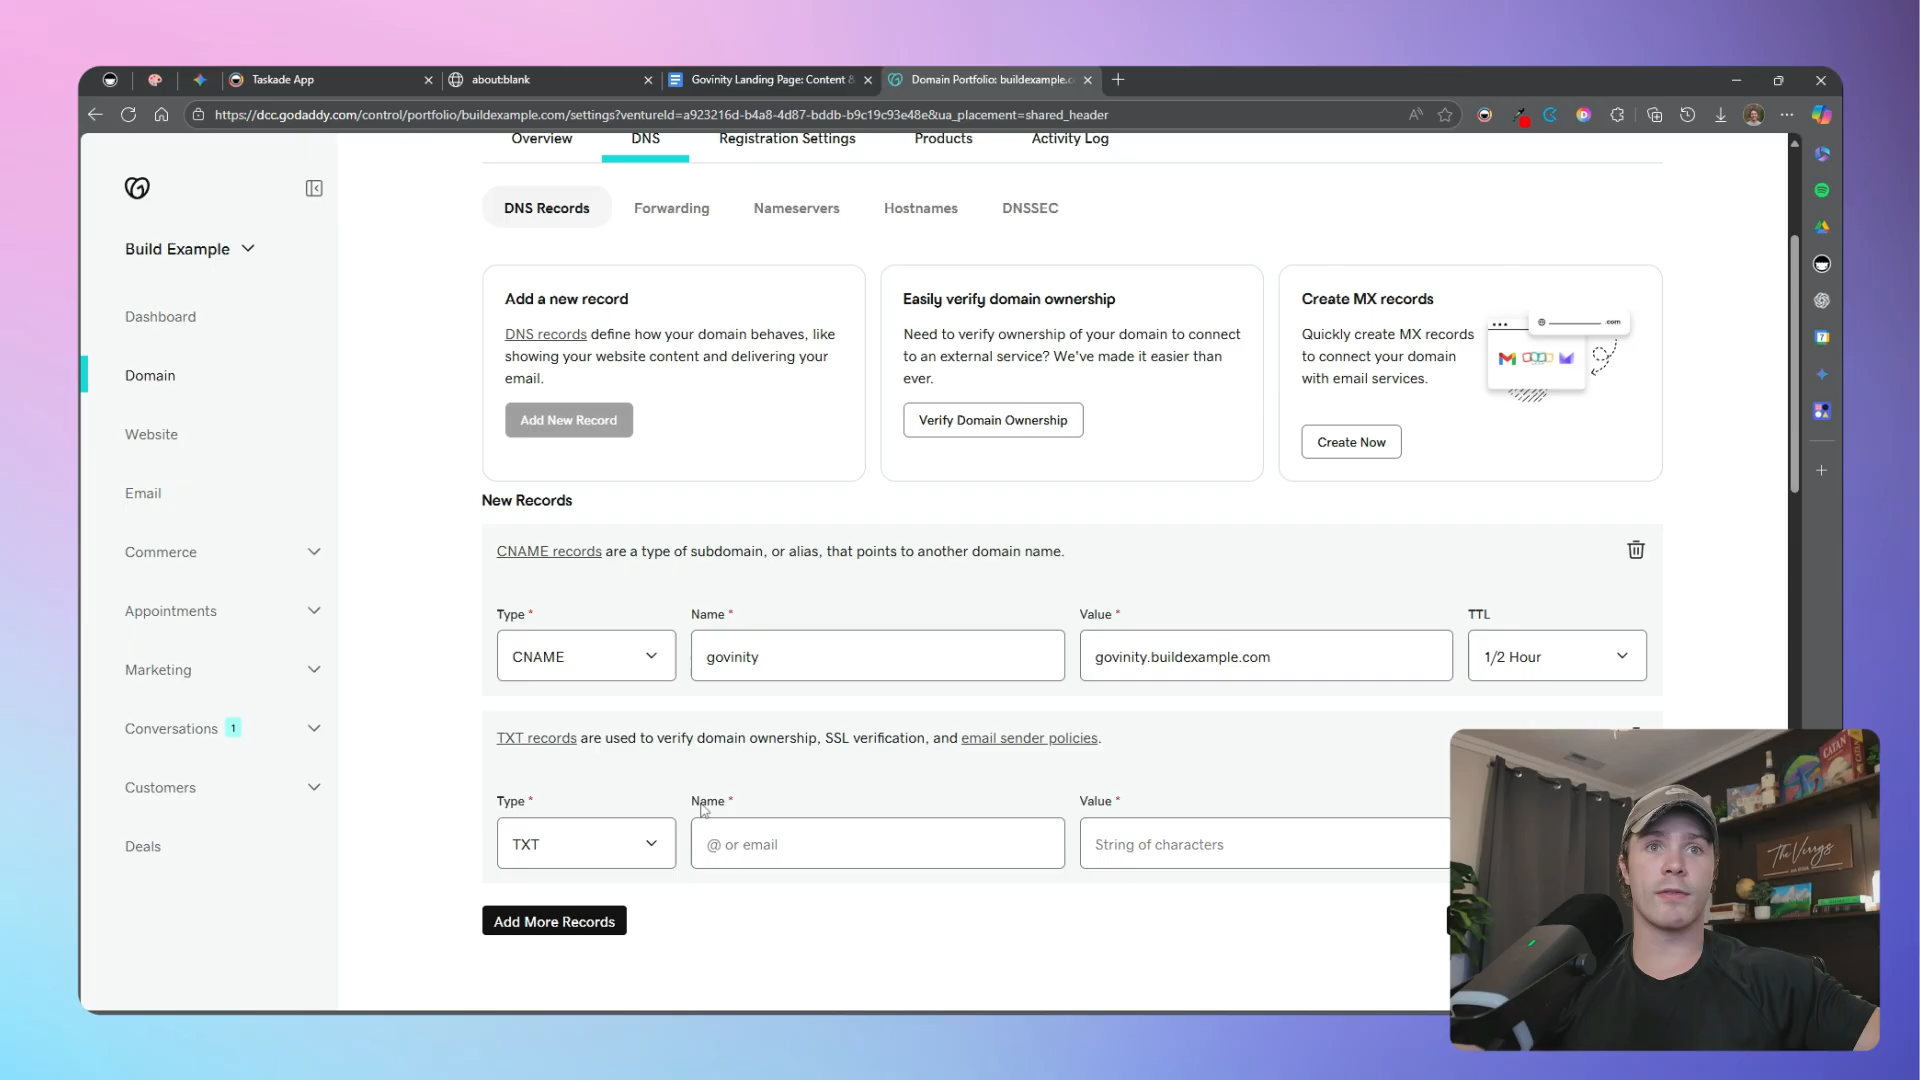 Taskade App
about:blank
Govinity Landing Page: Content &
Domain Portfolio: buildexample.c
https://dcc.godaddy.com/control/portfolio/buildexample.com/settings?ventureId=a923216d-b4a8-4d87-bddb-b9c19c93e48e&ua_placement=shared_header
Overview
DNS
Registration Settings
Products
Activity Log
DNS Records
Forwarding
Nameservers
Hostnames
DNSSEC
Build Example
Dashboard
Domain
Website
Email
Commerce
Appointments
Marketing
Conversations 1
Customers
Deals
Add a new record
DNS records define how your domain behaves, like
showing your website content and delivering your
email.
Add New Record
Easily verify domain ownership
Need to verify ownership of your domain to connect
to an external service? We've made it easier than
ever.
Verify Domain Ownership
Create MX records
Quickly create MX records
to connect your domain
with email services.
.com
Create Now
New Records
CNAME records are a type of subdomain, or alias, that points to another domain name.
Type *
Name *
Value *
TTL
CNAME
govinity
govinity.buildexample.com
1/2 Hour
TXT records are used to verify domain ownership, SSL verification, and email sender policies.
Type *
Name *
Value *
TXT
@ or email
String of characters
Add More Records
CATAN
The Verrys